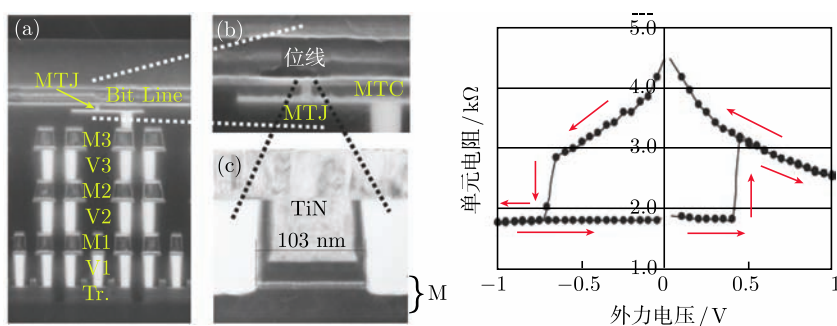 (a)
MTJ
Bit Line
M3
V3
M2
V2
M1
V1
Tr.
(b)
位线
MTC
MTJ
(c)
TiN
103 nm
M
5.0
4.0
3.0
2.0
1.0
单元电阻/kΩ
-1
-0.5
0
0.5
1
外力电压/V